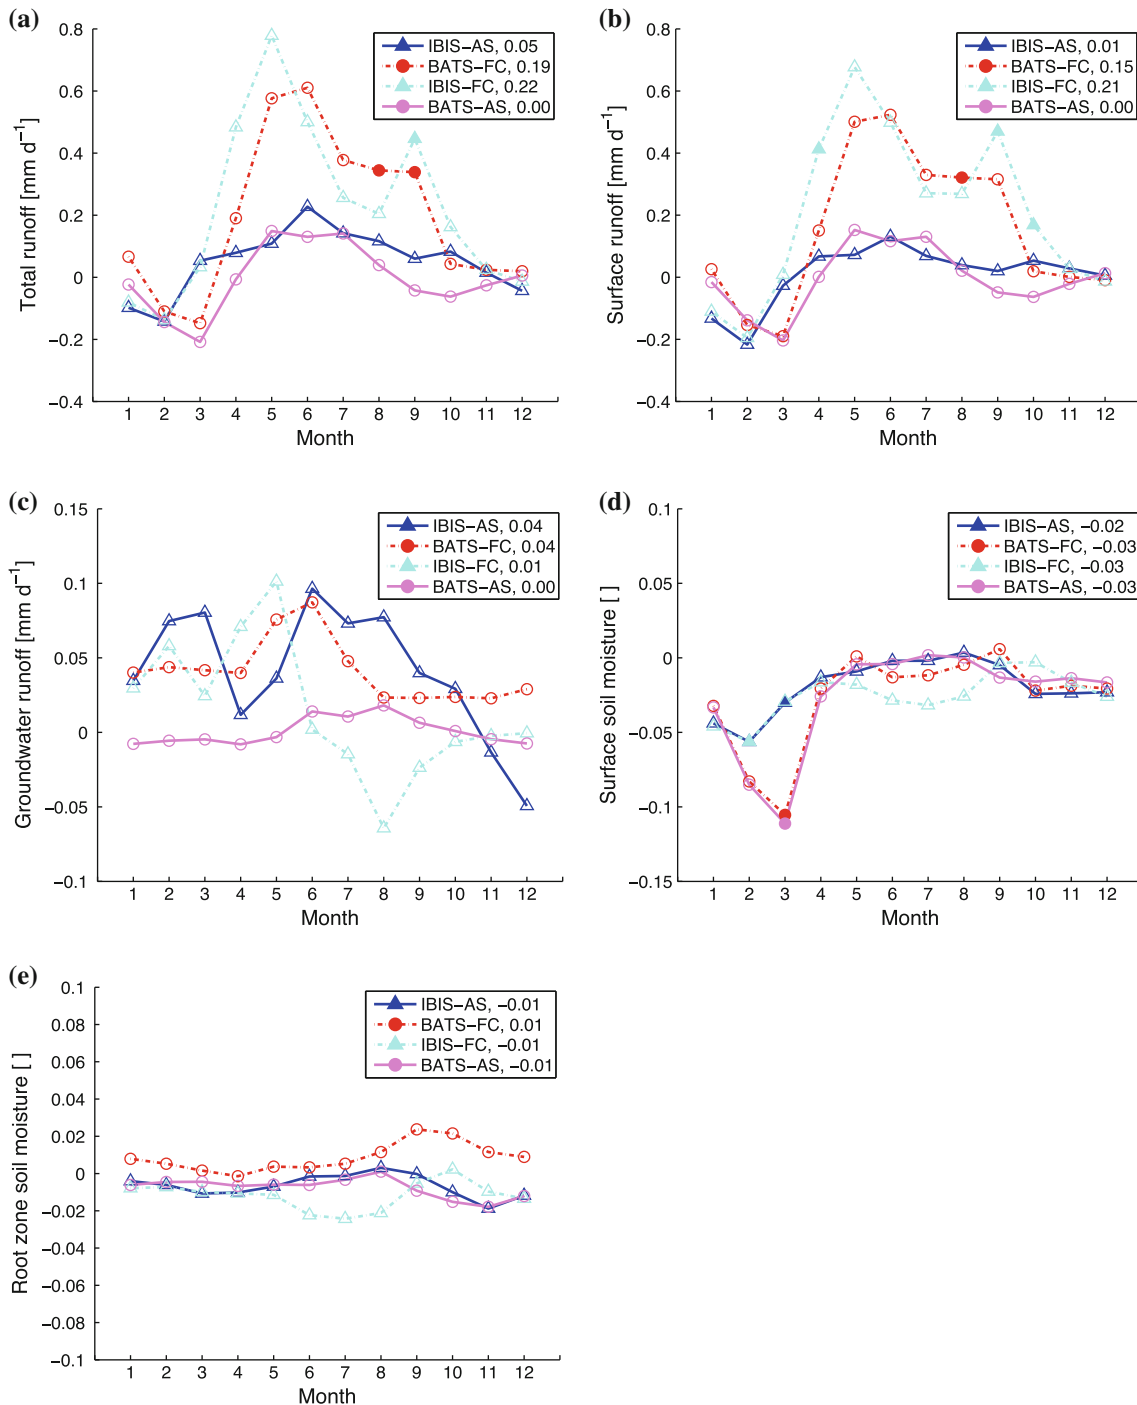 (a)
0.8
0.6
0.4
0.2
0
−0.2
−0.4
Total runoff [mm d−1]
IBIS−AS, 0.05
BATS−FC, 0.19
IBIS−FC, 0.22
BATS−AS, 0.00
1 2 3 4 5 6 7 8 9 10 11 12
Month
(b)
0.8
0.6
0.4
0.2
0
−0.2
−0.4
Surface runoff [mm d−1]
IBIS−AS, 0.01
BATS−FC, 0.15
IBIS−FC, 0.21
BATS−AS, 0.00
1 2 3 4 5 6 7 8 9 10 11 12
Month
(c)
0.15
0.1
0.05
0
−0.05
−0.1
Groundwater runoff [mm d−1]
IBIS−AS, 0.04
BATS−FC, 0.04
IBIS−FC, 0.01
BATS−AS, 0.00
1 2 3 4 5 6 7 8 9 10 11 12
Month
(d)
0.1
0.05
0
−0.05
−0.1
−0.15
Surface soil moisture [ ]
IBIS−AS, −0.02
BATS−FC, −0.03
IBIS−FC, −0.03
BATS−AS, −0.03
1 2 3 4 5 6 7 8 9 10 11 12
Month
(e)
0.1
0.08
0.06
0.04
0.02
0
−0.02
−0.04
−0.06
−0.08
−0.1
Root zone soil moisture [ ]
IBIS−AS, −0.01
BATS−FC, 0.01
IBIS−FC, −0.01
BATS−AS, −0.01
1 2 3 4 5 6 7 8 9 10 11 12
Month